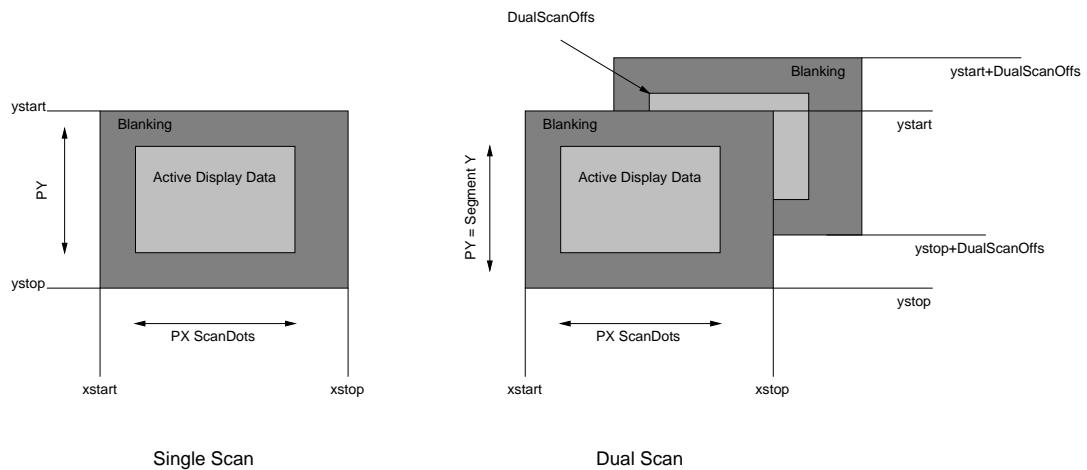 ystart
Blanking
Active Display Data
PY
ystop
PX ScanDots
xstart
xstop
Single Scan
DualScanOffs
Blanking
ystart+DualScanOffs
ystart
Blanking
Active Display Data
PY = Segment Y
ystop+DualScanOffs
ystop
PX ScanDots
xstart
xstop
Dual Scan